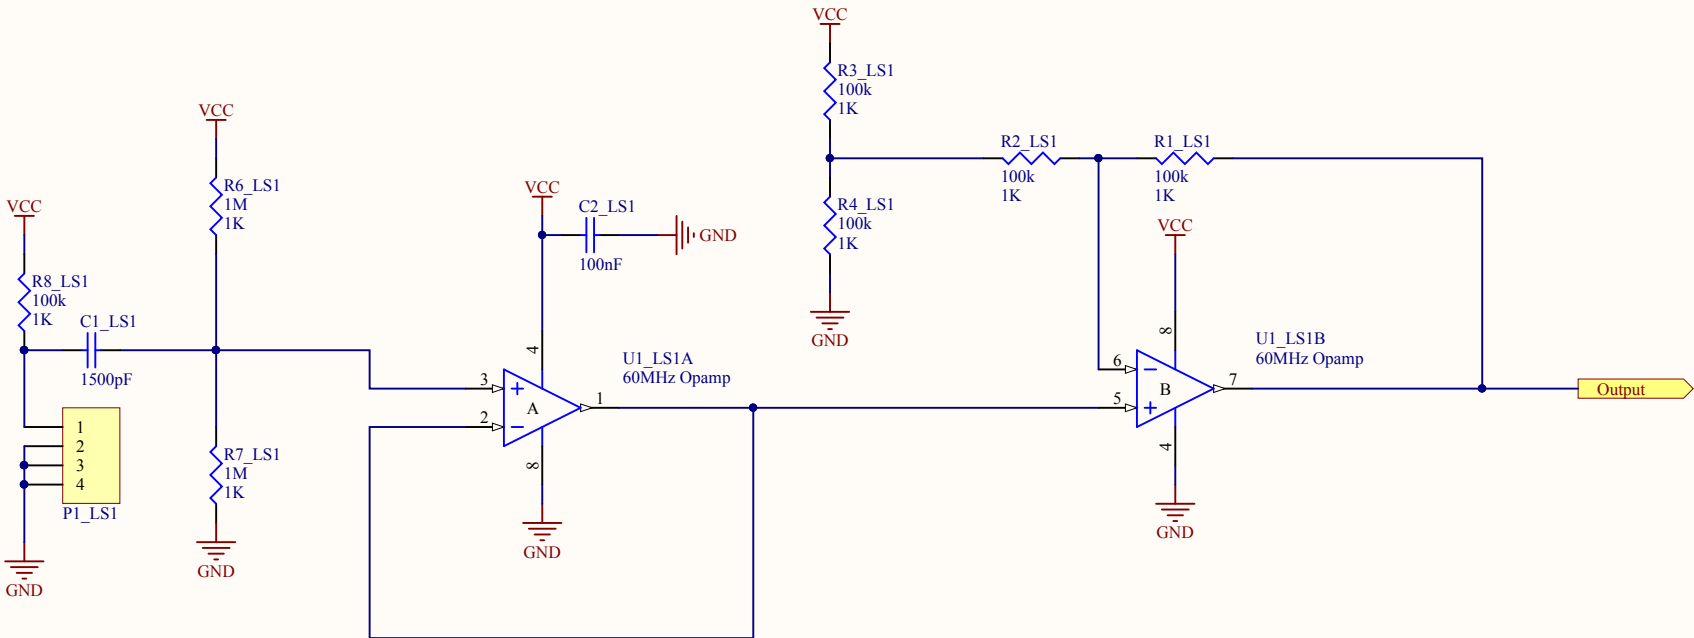 VCC
R8_LS1
100k
1K
C1_LS1
1500pF
1
2
3
4
P1_LS1
GND
VCC
R6_LS1
1M
1K
R7_LS1
1M
1K
GND
VCC
C2_LS1
100nF
GND
4
3
2
+
−
A
1
8
U1_LS1A
60MHz Opamp
GND
VCC
R3_LS1
100k
1K
R4_LS1
100k
1K
GND
R2_LS1
100k
1K
R1_LS1
100k
1K
VCC
8
6
5
−
+
B
7
4
U1_LS1B
60MHz Opamp
GND
Output